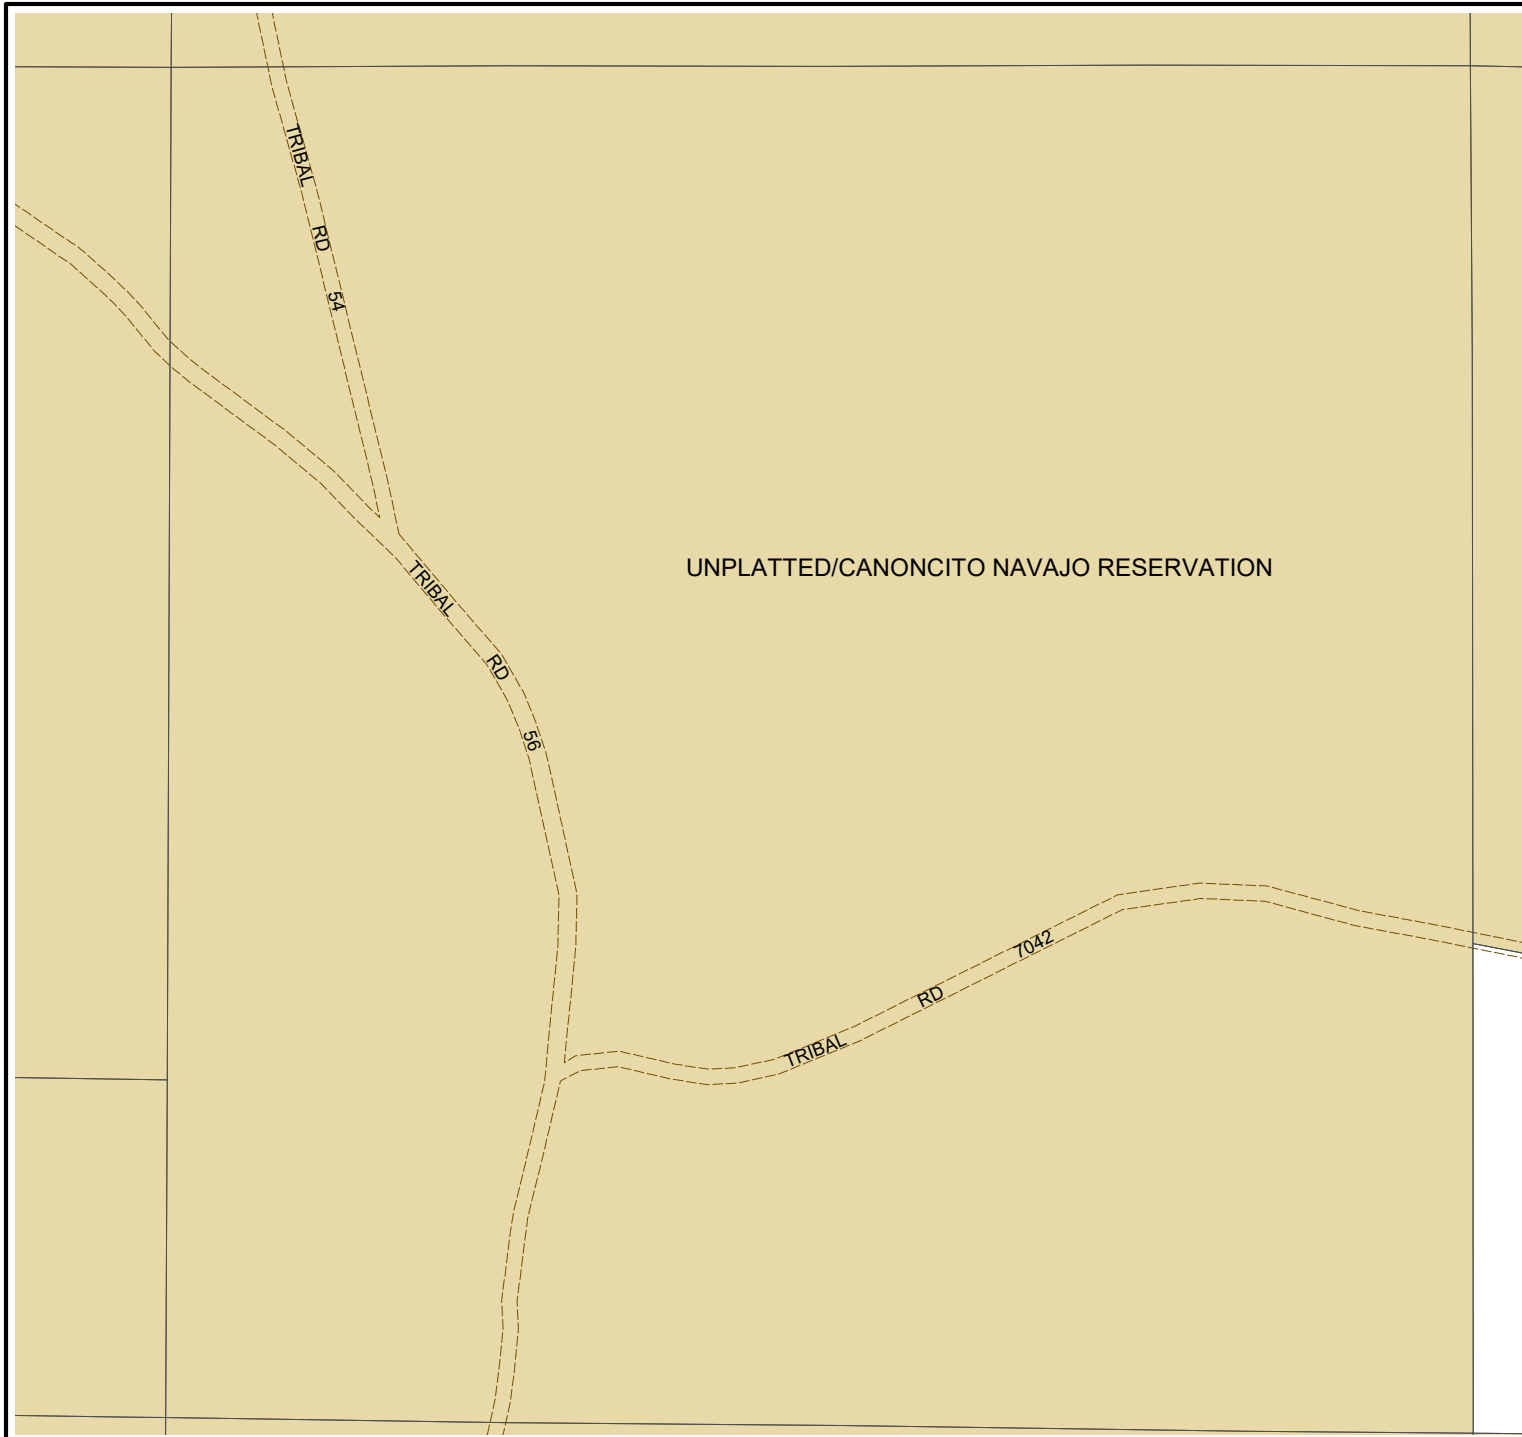 TRIBAL RD 54
UNPLATTED/CANONCITO NAVAJO RESERVATION
TRIBAL RD 56
TRIBAL RD 7042